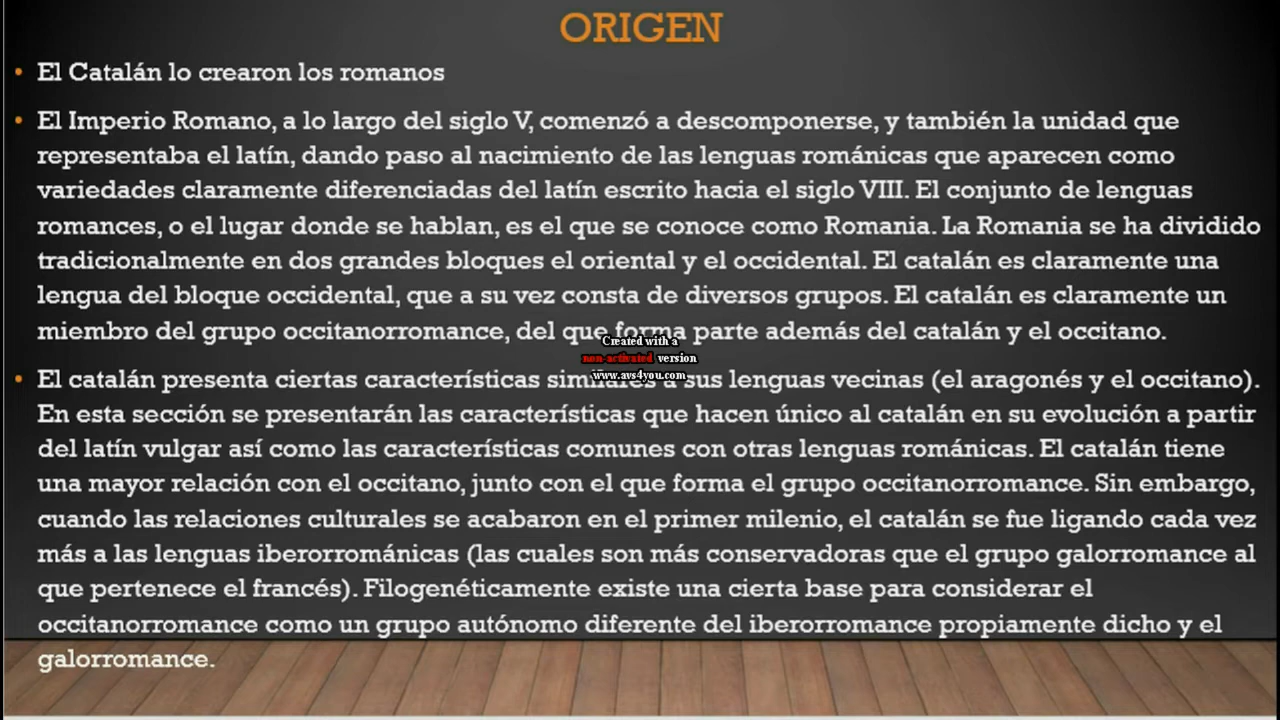 ORIGEN
• El Catalán lo crearon los romanos
• El Imperio Romano, a lo largo del siglo V, comenzó a descomponerse, y también la unidad que
representaba el latín, dando paso al nacimiento de las lenguas románicas que aparecen como
variedades claramente diferenciadas del latín escrito hacia el siglo VIII. El conjunto de lenguas
romances, o el lugar donde se hablan, es el que se conoce como Romania. La Romania se ha dividido
tradicionalmente en dos grandes bloques el oriental y el occidental. El catalán es claramente una
lengua del bloque occidental, que a su vez consta de diversos grupos. El catalán es claramente un
miembro del grupo occitanorromance, del que forma parte además del catalán y el occitano.
Created with a
non-activated version
www.avs4you.com
• El catalán presenta ciertas características similares a sus lenguas vecinas (el aragonés y el occitano).
En esta sección se presentarán las características que hacen único al catalán en su evolución a partir
del latín vulgar así como las características comunes con otras lenguas románicas. El catalán tiene
una mayor relación con el occitano, junto con el que forma el grupo occitanorromance. Sin embargo,
cuando las relaciones culturales se acabaron en el primer milenio, el catalán se fue ligando cada vez
más a las lenguas iberorrománicas (las cuales son más conservadoras que el grupo galorromance al
que pertenece el francés). Filogenéticamente existe una cierta base para considerar el
occitanorromance como un grupo autónomo diferente del iberorromance propiamente dicho y el
galorromance.